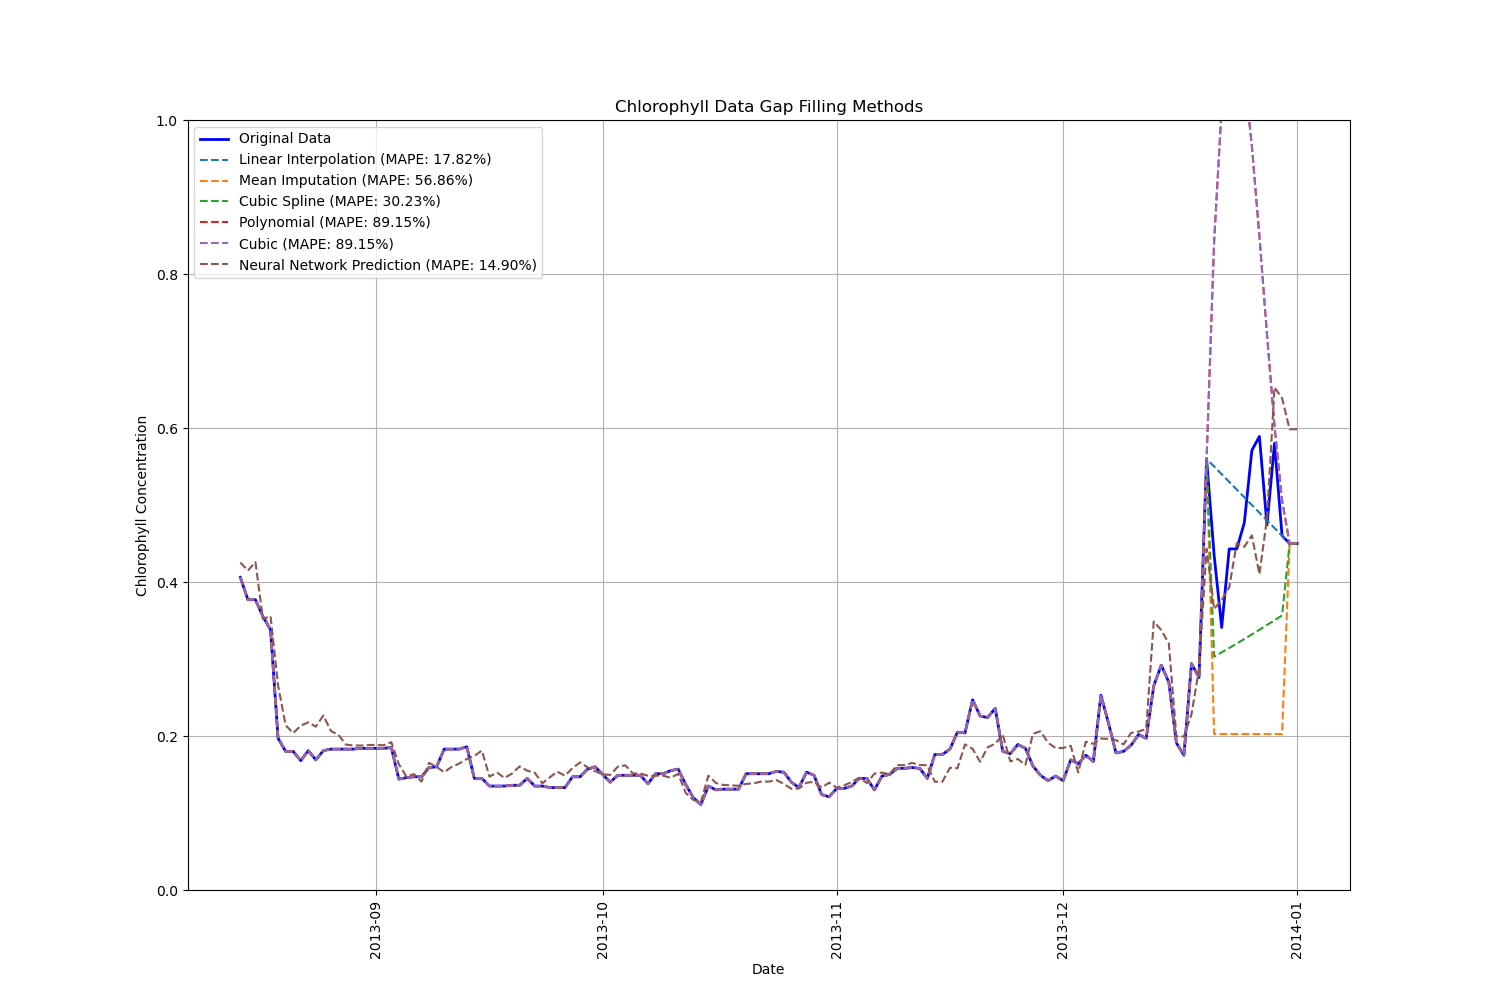 Chlorophyll Data Gap Filling Methods
1.0
0.8
0.6
0.4
0.2
0.0
Chlorophyll Concentration
Original Data
Linear Interpolation (MAPE: 17.82%)
Mean Imputation (MAPE: 56.86%)
Cubic Spline (MAPE: 30.23%)
Polynomial (MAPE: 89.15%)
Cubic (MAPE: 89.15%)
Neural Network Prediction (MAPE: 14.90%)
2013-09
2013-10
2013-11
2013-12
2014-01
Date